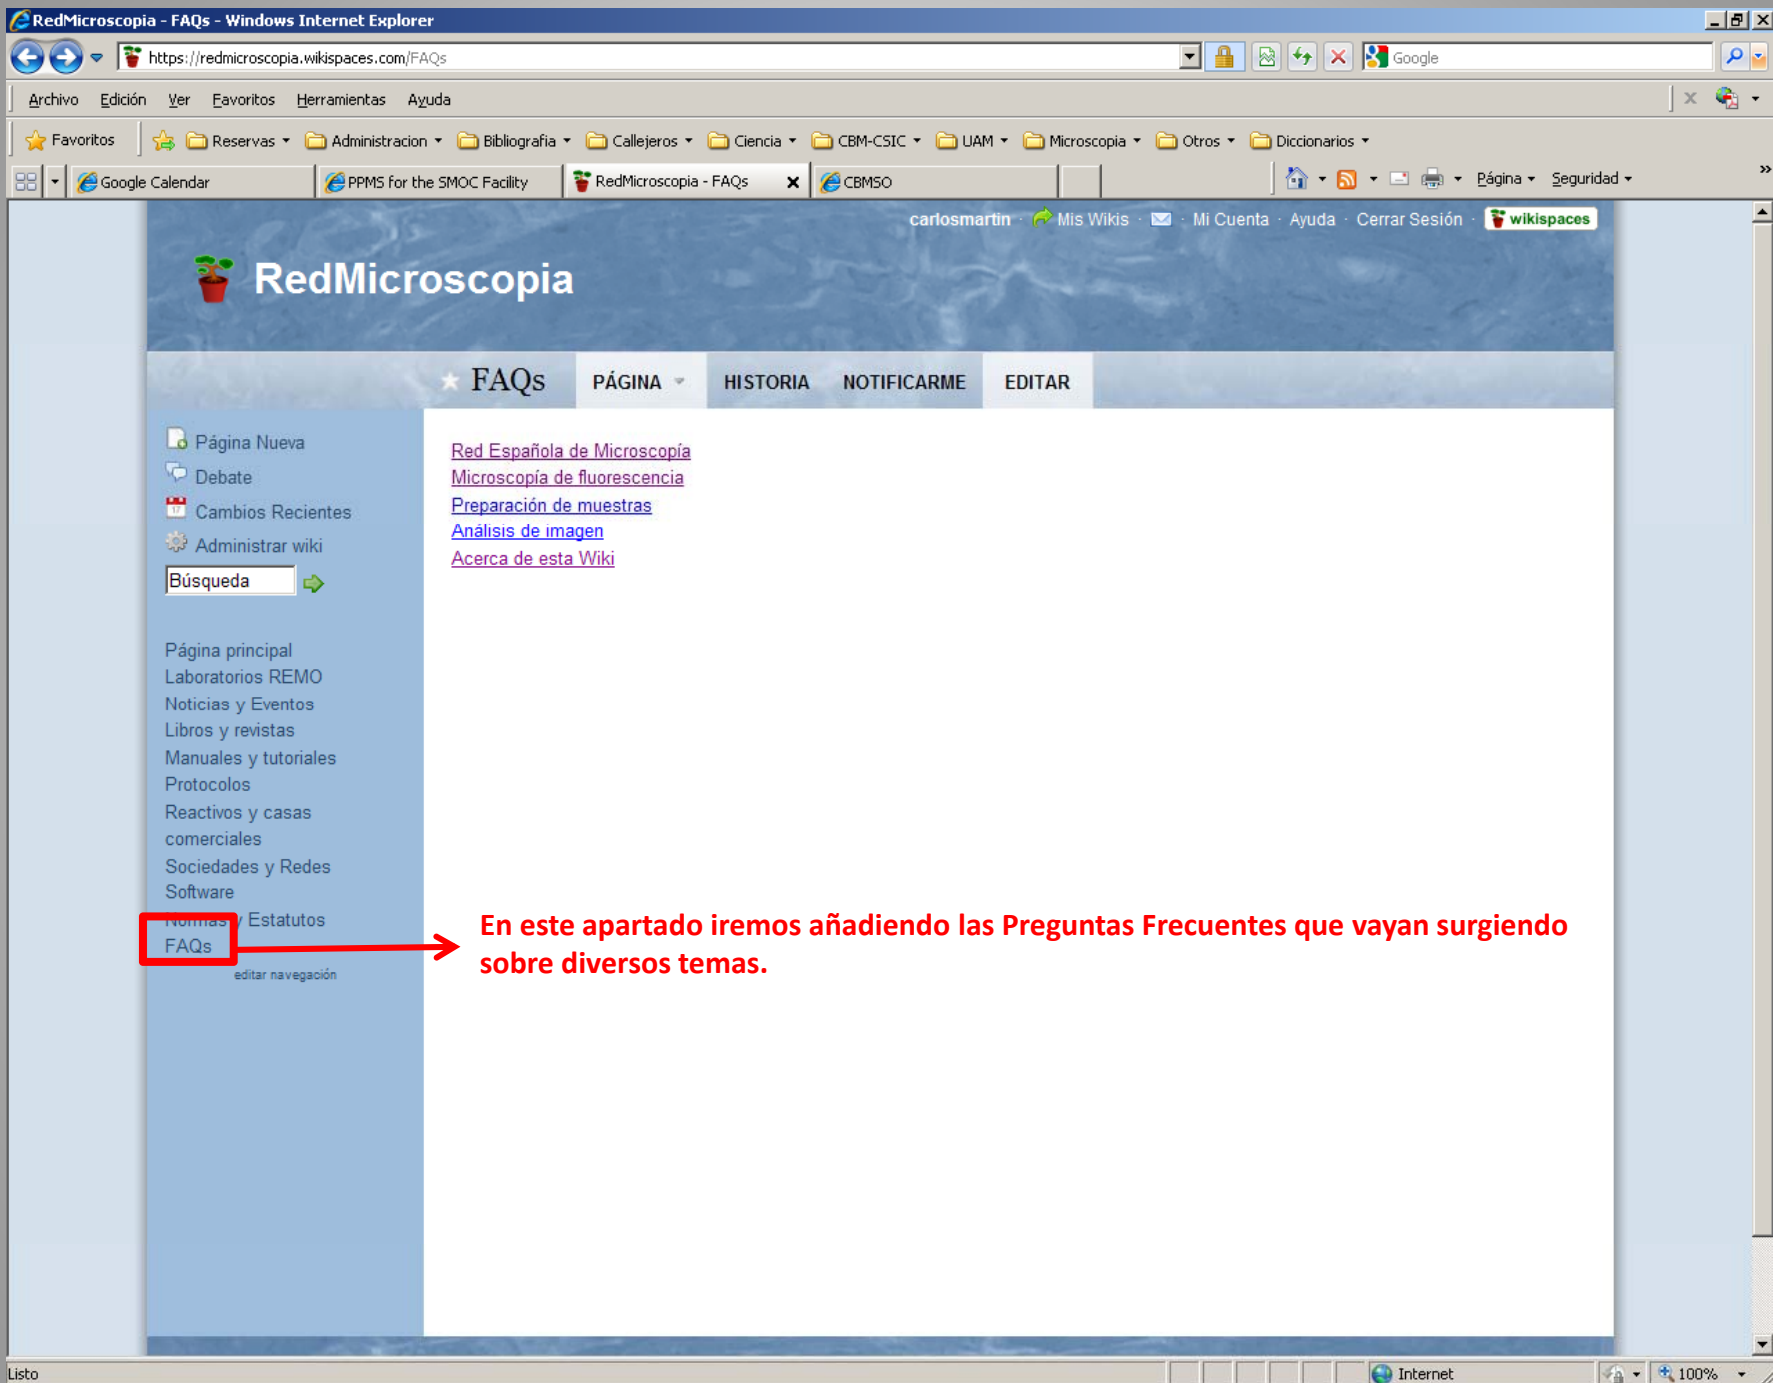 RedMicroscopia - FAQs - Windows Internet Explorer
https://redmicroscopia.wikispaces.com/FAQs
Google
Archivo Edición Ver Favoritos Herramientas Ayuda
Favoritos Reservas Administracion Bibliografia Callejeros Ciencia CBM-CSIC UAM Microscopia Otros Diccionarios
Google Calendar PPMS for the SMOC Facility RedMicroscopia - FAQs CBMSO Página Seguridad »
carlosmartin · Mis Wikis · · Mi Cuenta · Ayuda · Cerrar Sesión · wikispaces
RedMicroscopia
FAQs PÁGINA HISTORIA NOTIFICARME EDITAR
Página Nueva
Debate
Cambios Recientes
Administrar wiki
Búsqueda
Página principal
Laboratorios REMO
Noticias y Eventos
Libros y revistas
Manuales y tutoriales
Protocolos
Reactivos y casas
comerciales
Sociedades y Redes
Software
Normas y Estatutos
FAQs
editar navegación
Red Española de Microscopía
Microscopía de fluorescencia
Preparación de muestras
Análisis de imagen
Acerca de esta Wiki
En este apartado iremos añadiendo las Preguntas Frecuentes que vayan surgiendo
sobre diversos temas.
Listo Internet 100%